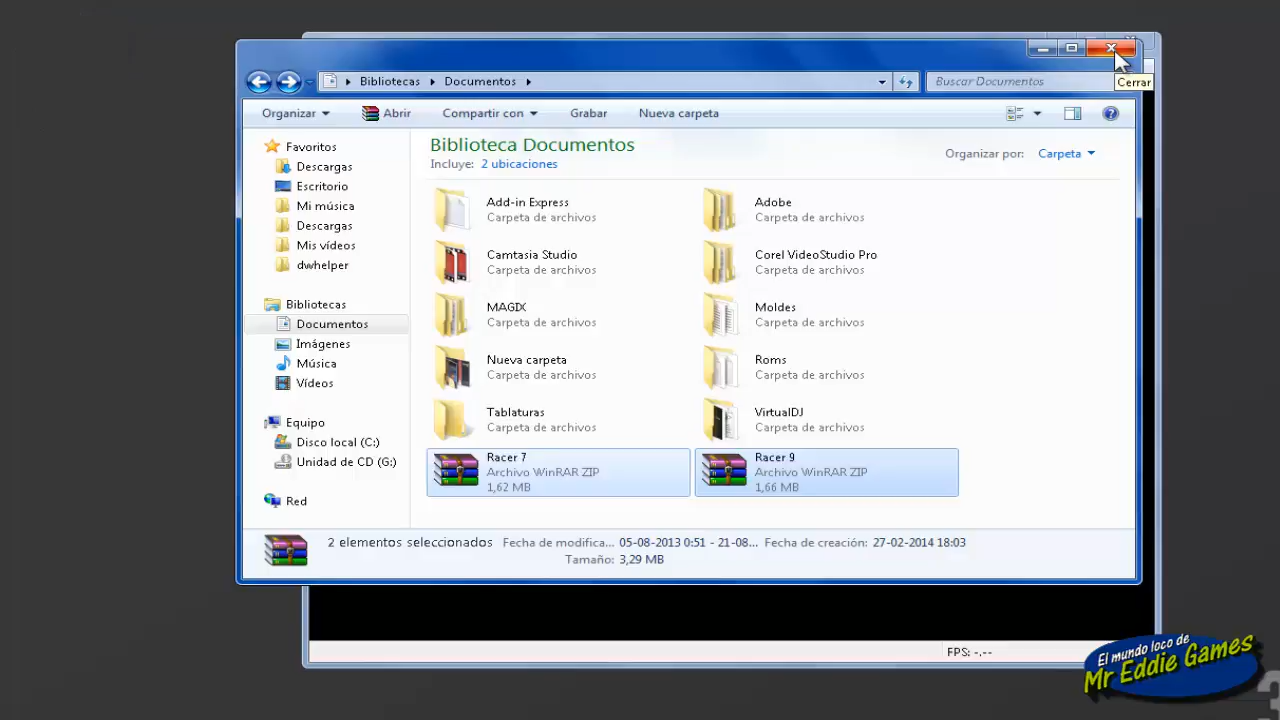 Bibliotecas Documentos
Buscar Documentos
Cerrar
Organizar Abrir Compartir con Grabar Nueva carpeta
Favoritos
Descargas
Escritorio
Mi música
Descargas
Mis vídeos
dwhelper
Bibliotecas
Documentos
Imágenes
Música
Vídeos
Equipo
Disco local (C:)
Unidad de CD (G:)
Red
Biblioteca Documentos
Incluye: 2 ubicaciones
Organizar por: Carpeta
Add-in Express
Carpeta de archivos
Adobe
Carpeta de archivos
Camtasia Studio
Carpeta de archivos
Corel VideoStudio Pro
Carpeta de archivos
MAGIX
Carpeta de archivos
Moldes
Carpeta de archivos
Nueva carpeta
Carpeta de archivos
Roms
Carpeta de archivos
Tablaturas
Carpeta de archivos
VirtualDJ
Carpeta de archivos
Racer 7
Archivo WinRAR ZIP
1,62 MB
Racer 9
Archivo WinRAR ZIP
1,66 MB
2 elementos seleccionados Fecha de modifica... 05-08-2013 0:51 - 21-08... Fecha de creación: 27-02-2014 18:03
Tamaño: 3,29 MB
FPS: -,--
El mundo loco de
Mr Eddie Games